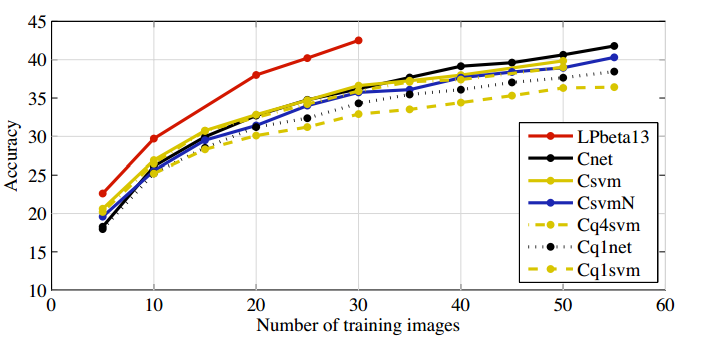 45
40
35
30
25
20
15
10
Accuracy
0
10
20
30
40
50
60
Number of training images
LPbeta13
Cnet
Csvm
CsvmN
Cq4svm
Cq1net
Cq1svm